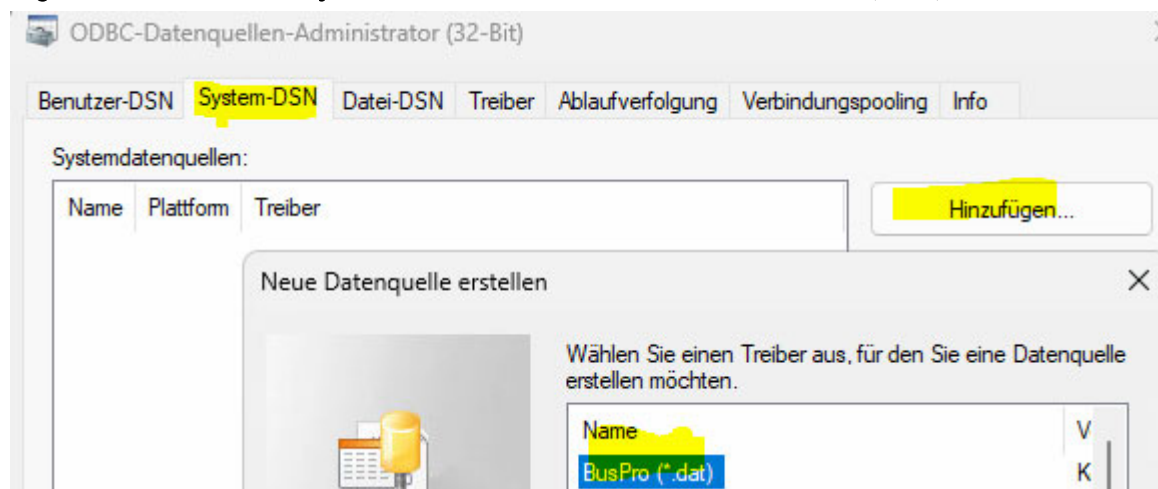 ODBC-Datenquellen-Administrator (32-Bit)
Benutzer-DSN System-DSN Datei-DSN Treiber Ablaufverfolgung Verbindungspooling Info
Systemdatenquellen:
Name Plattform Treiber
Hinzufügen...
Neue Datenquelle erstellen
Wählen Sie einen Treiber aus, für den Sie eine Datenquelle
erstellen möchten.
Name V
BusPro (*.dat) K